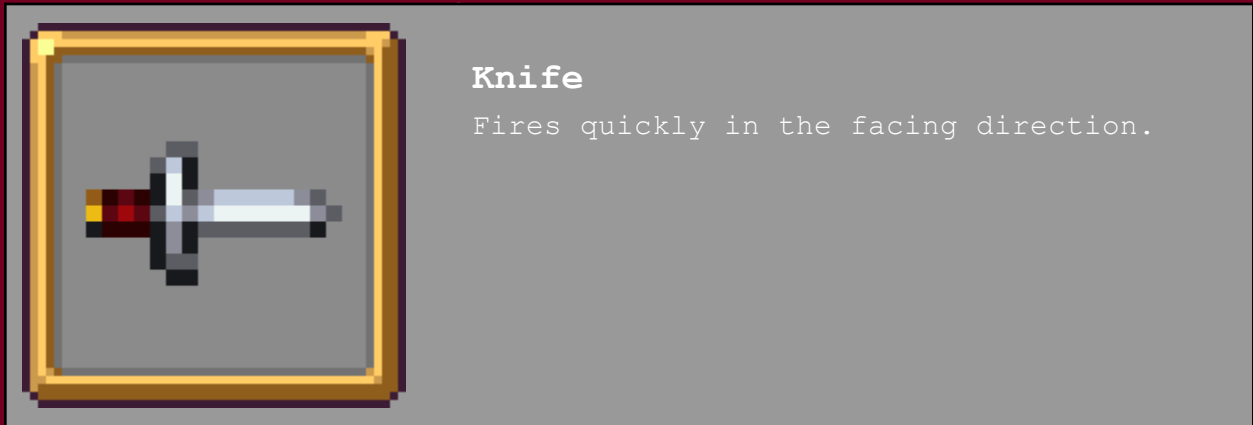 Knife
Fires quickly in the facing direction.